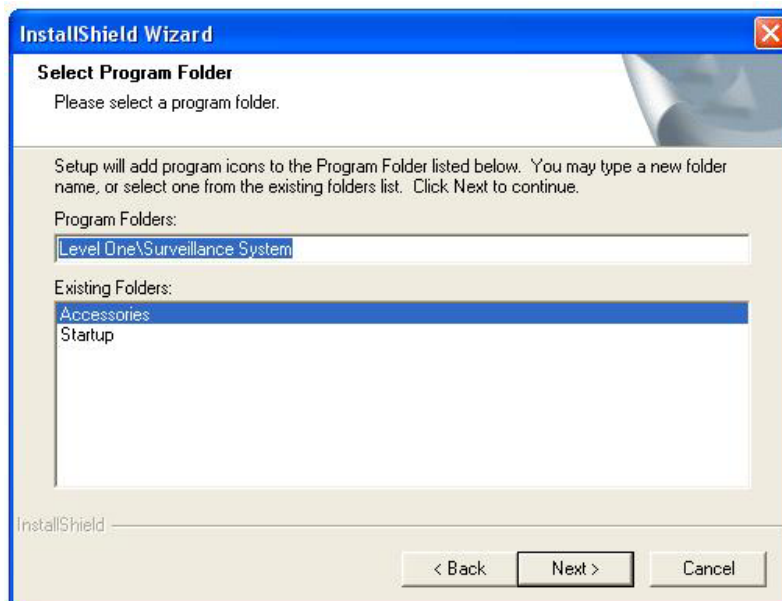 InstallShield Wizard
Select Program Folder
Please select a program folder.
Setup will add program icons to the Program Folder listed below. You may type a new folder
name, or select one from the existing folders list. Click Next to continue.
Program Folders:
Level One\Surveillance System
Existing Folders:
Accessories
Startup
InstallShield
< Back Next > Cancel